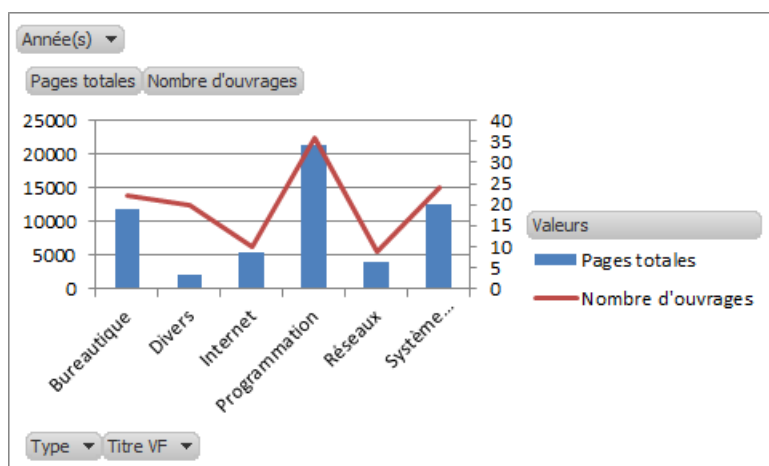 Année(s)
Pages totales Nombre d'ouvrages
25000
20000
15000
10000
5000
0
40
35
30
25
20
15
10
5
0
Bureautique
Divers
Internet
Programmation
Réseaux
Système...
Valeurs
Pages totales
Nombre d'ouvrages
Type Titre VF